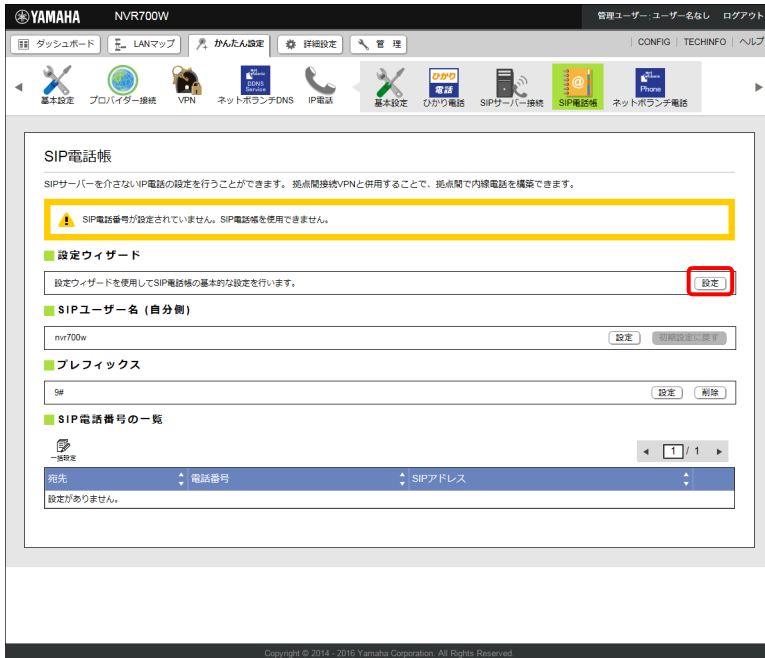 YAMAHA NVR700W 管理ユーザー:ユーザー名なし ログアウト
ダッシュボード LANマップ かんたん設定 詳細設定 管 理 CONFIG TECHINFO ヘルプ
基本設定 プロバイダー接続 VPN ネットボランチDNS IP電話 基本設定 ひかり電話 SIPサーバー接続 SIP電話帳 ネットボランチ電話
DDNS
Service
ひかり
電話
@
Phone
SIP電話帳
SIPサーバーを介さないIP電話の設定を行うことができます。 拠点間接続VPNと併用することで、拠点間で内線電話を構築できます。
SIP電話番号が設定されていません。SIP電話帳を使用できません。
設定ウィザード
設定ウィザードを使用してSIP電話帳の基本的な設定を行います。 設定
SIPユーザー名 (自分側)
nvr700w 設定 初期設定に戻す
プレフィックス
9# 設定 削除
SIP電話番号の一覧
一括設定 1 / 1
宛先 電話番号 SIPアドレス
設定がありません。
Copyright © 2014 - 2016 Yamaha Corporation. All Rights Reserved.